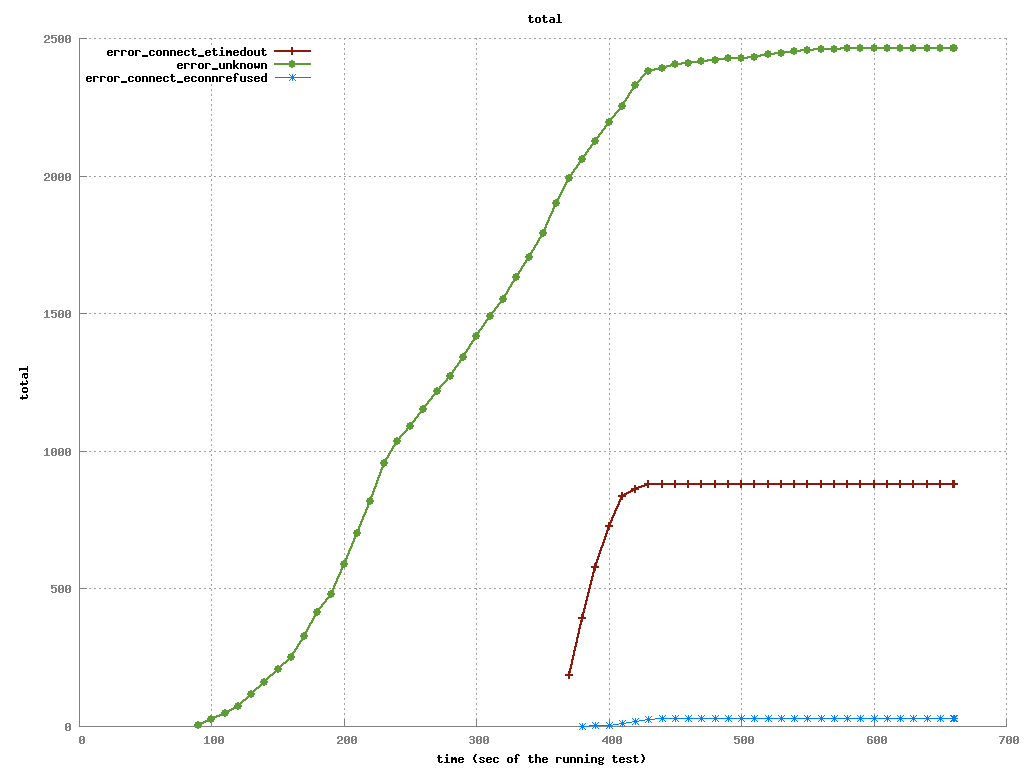 total
error_connect_etimedout
error_unknown
error_connect_econnrefused
2500
2000
1500
1000
500
0
total
0 100 200 300 400 500 600 700
time (sec of the running test)